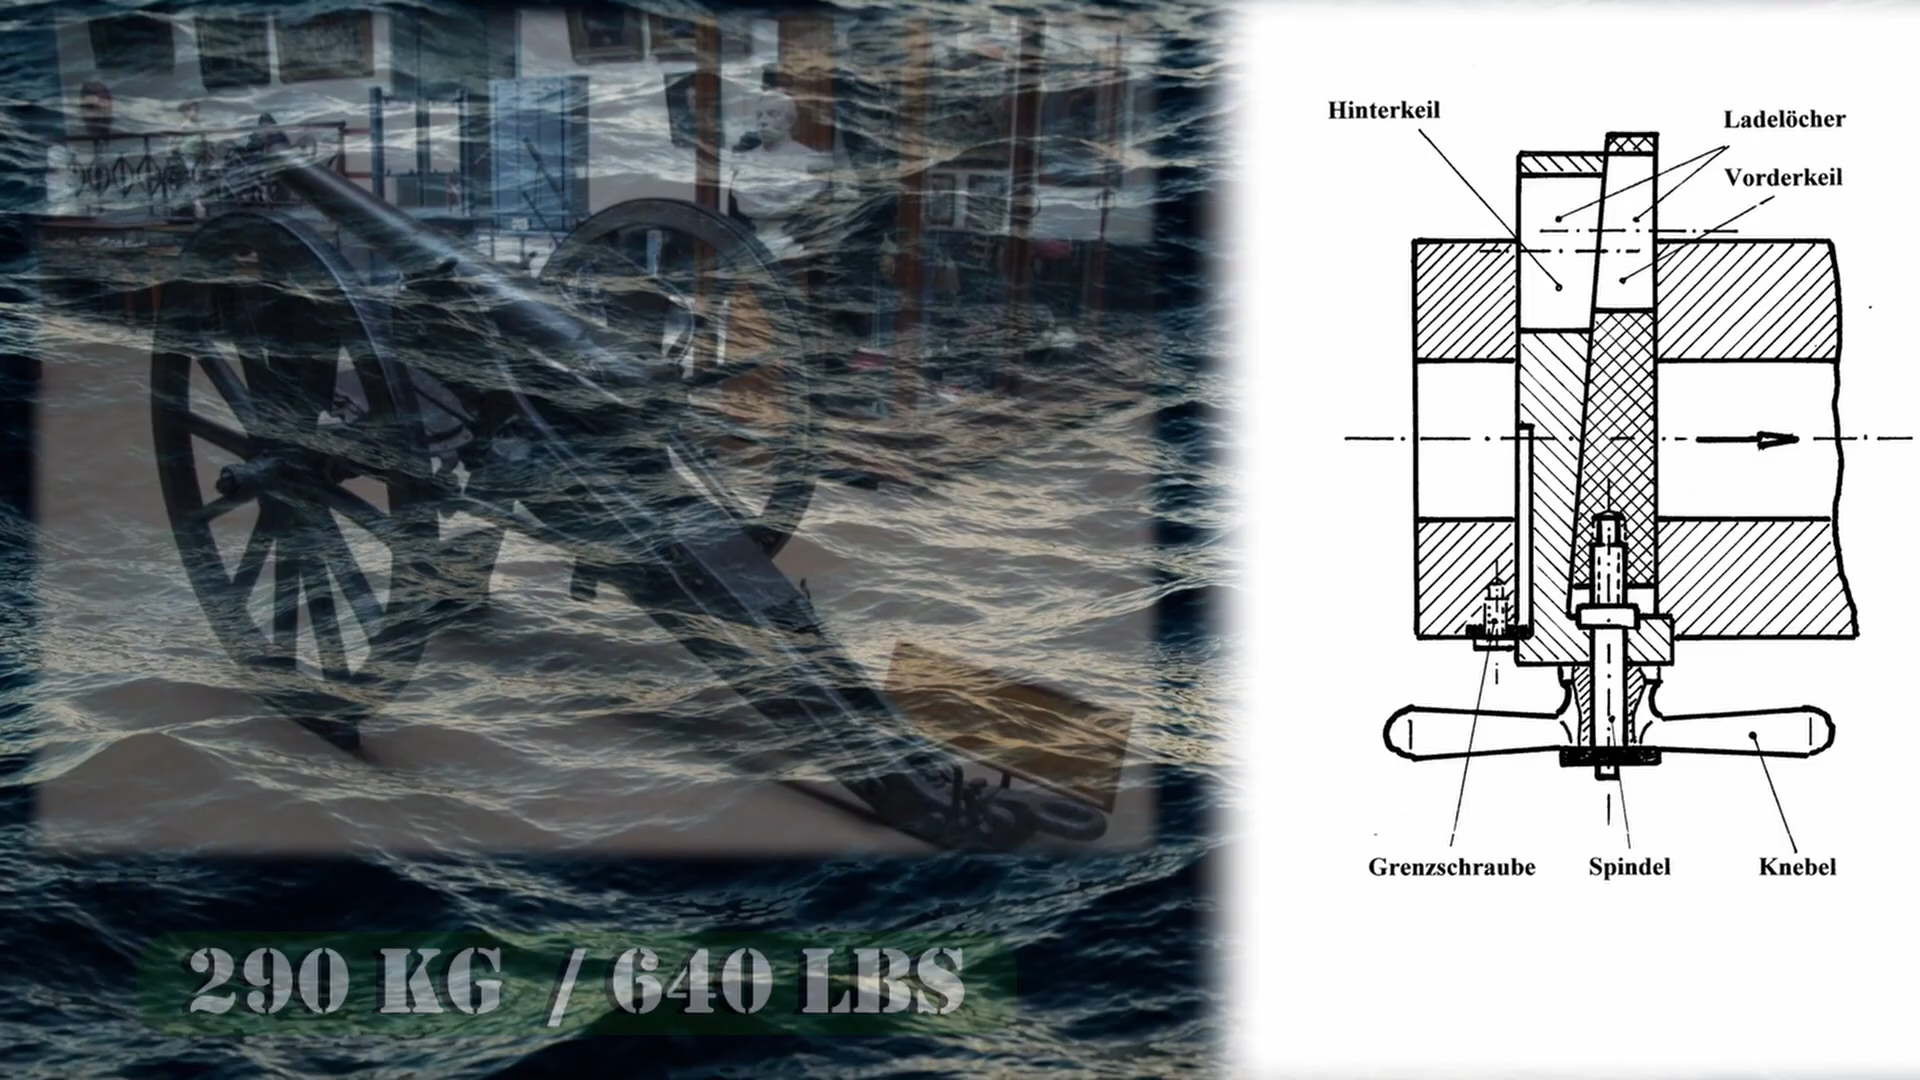 Hinterkeil
Ladelöcher
Vorderkeil
Grenzschraube
Spindel
Knebel
290 KG / 640 LBS